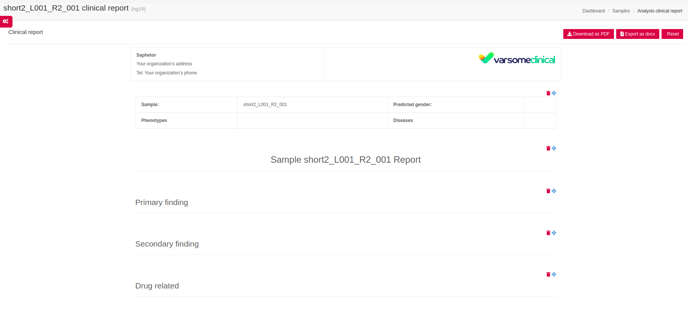 short2_L001_R2_001 clinical report (hg19)
Dashboard / Samples / Analysis clinical report
Clinical report
Download as PDF Export as docx Reset
Saphetor
Your organization's address
Tel: Your organization's phone
varsomeclinical
Sample: short2_L001_R2_001 Predicted gender:
Phenotypes Diseases
Sample short2_L001_R2_001 Report
Primary finding
Secondary finding
Drug related